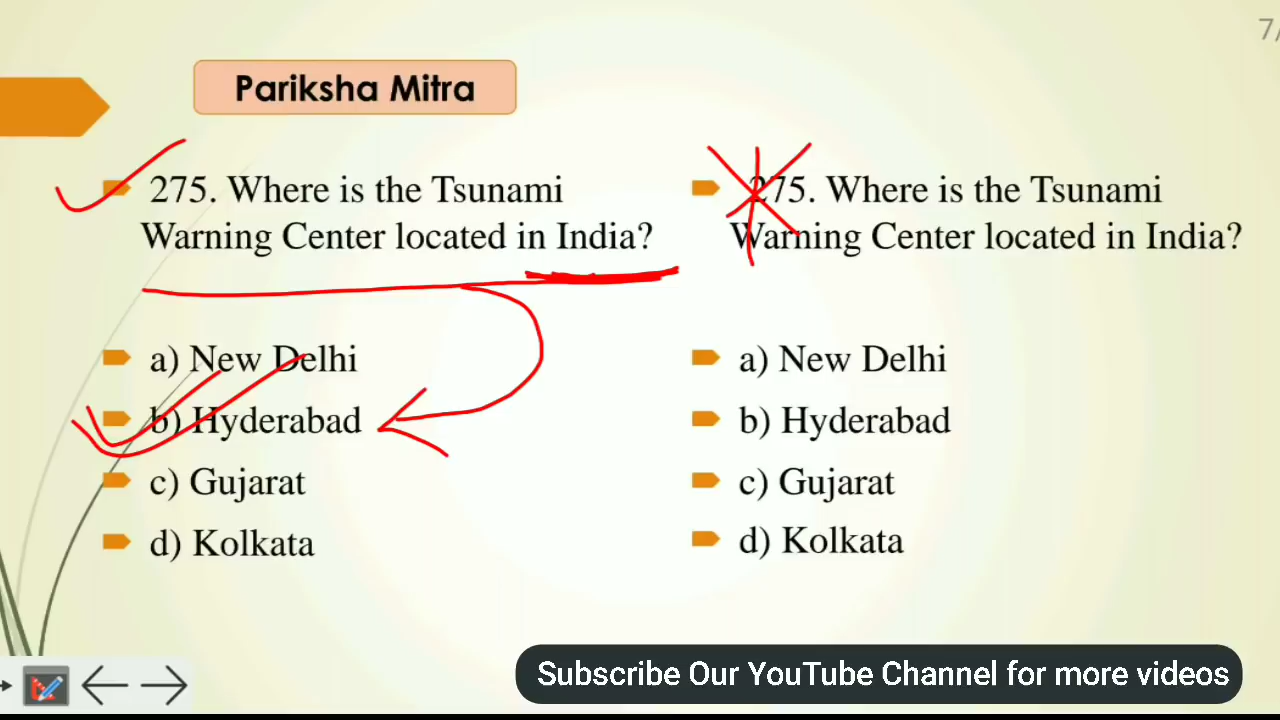 7/
Pariksha Mitra
275. Where is the Tsunami
Warning Center located in India?
a) New Delhi
b) Hyderabad
c) Gujarat
d) Kolkata
275. Where is the Tsunami
Warning Center located in India?
a) New Delhi
b) Hyderabad
c) Gujarat
d) Kolkata
Subscribe Our YouTube Channel for more videos